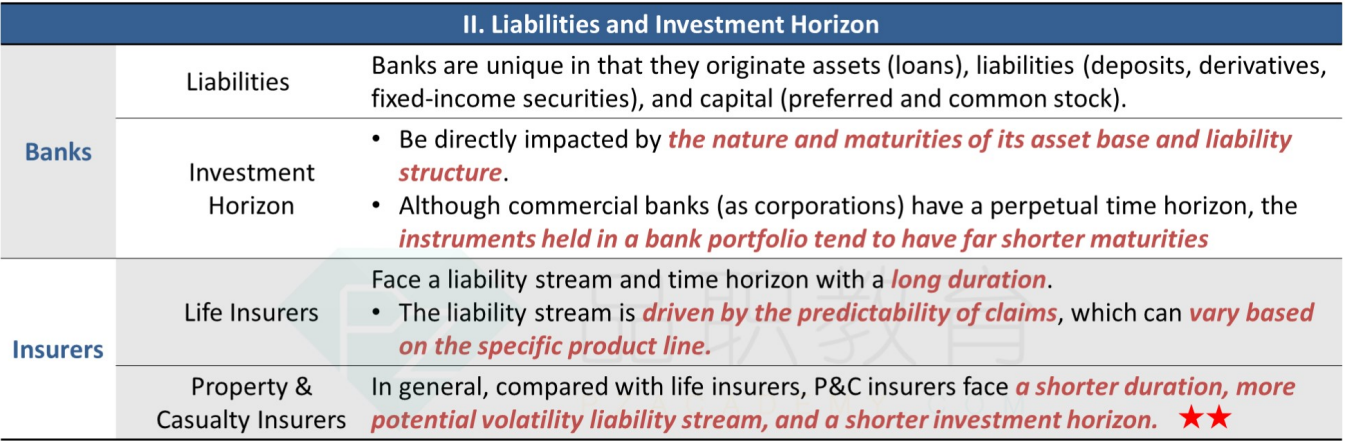 II. Liabilities and Investment Horizon
Banks
Liabilities
Banks are unique in that they originate assets (loans), liabilities (deposits, derivatives,
fixed-income securities), and capital (preferred and common stock).
Investment
Horizon
• Be directly impacted by the nature and maturities of its asset base and liability
structure.
• Although commercial banks (as corporations) have a perpetual time horizon, the
instruments held in a bank portfolio tend to have far shorter maturities
Insurers
Life Insurers
Face a liability stream and time horizon with a long duration.
• The liability stream is driven by the predictability of claims, which can vary based
on the specific product line.
Property &
Casualty Insurers
In general, compared with life insurers, P&C insurers face a shorter duration, more
potential volatility liability stream, and a shorter investment horizon. ★★
品职教育